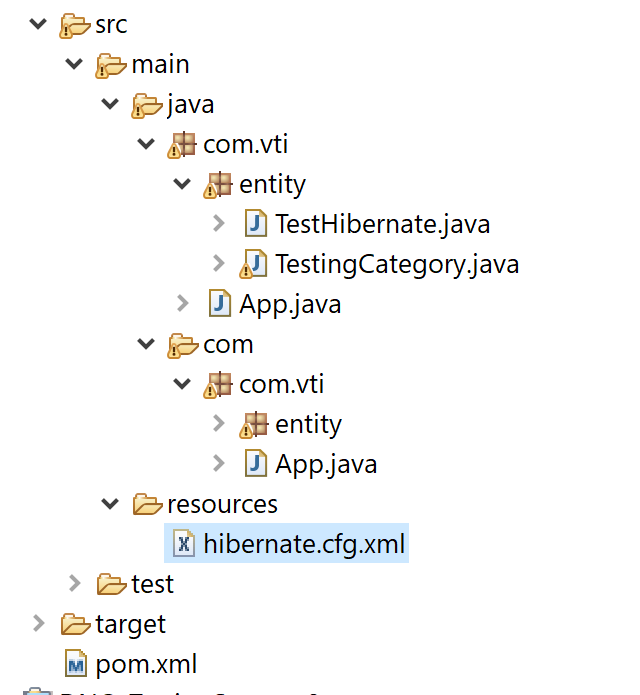 src
main
java
com.vti
entity
TestHibernate.java
TestingCategory.java
App.java
com
com.vti
entity
App.java
resources
hibernate.cfg.xml
test
target
pom.xml